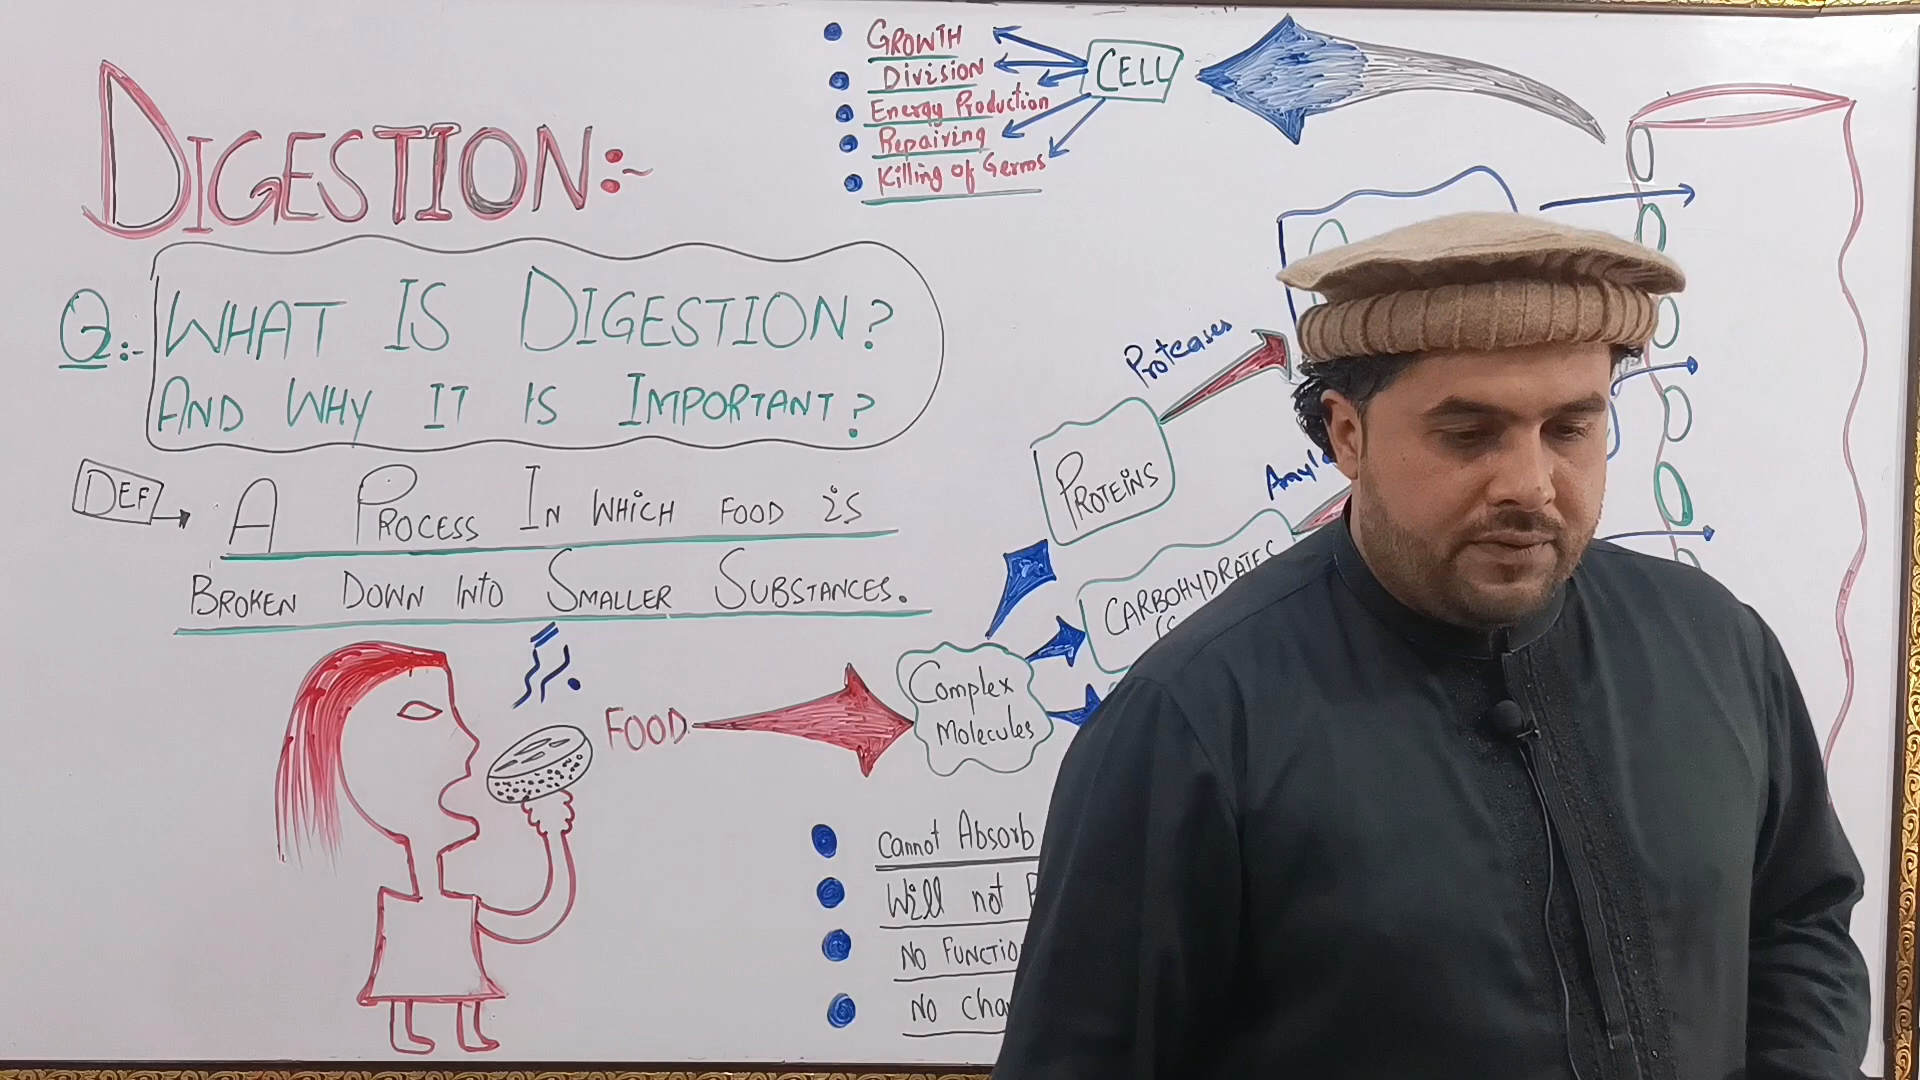 DIGESTION:-
Q:- WHAT IS DIGESTION?
AND WHY IT IS IMPORTANT?
DEF A PROCESS IN WHICH FOOD IS
BROKEN DOWN INTO SMALLER SUBSTANCES.
GROWTH
Division
Energy Production
Repairing
Killing of Germs
CELL
FOOD
Complex
Molecules
PROTEINS
Proteases
CARBOHYDRATES
Cannot Absorb
Will not
NO
NO